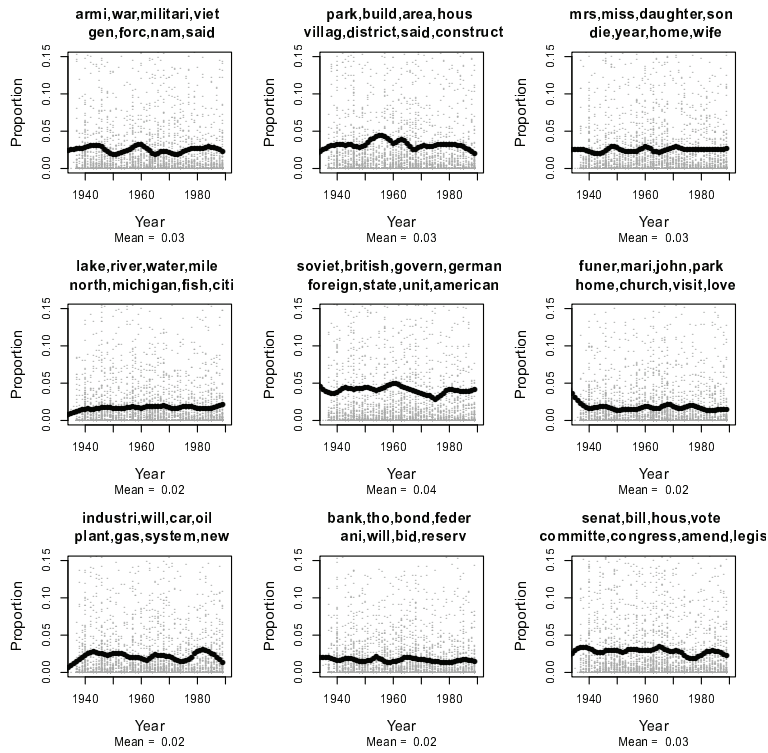 armi,war,militari,viet
gen,forc,nam,said
0.15
0.10
0.05
0.00
Proportion
1940 1960 1980
Year
Mean = 0.03
park,build,area,hous
villag,district,said,construct
0.15
0.10
0.05
0.00
Proportion
1940 1960 1980
Year
Mean = 0.03
mrs,miss,daughter,son
die,year,home,wife
0.15
0.10
0.05
0.00
Proportion
1940 1960 1980
Year
Mean = 0.03
lake,river,water,mile
north,michigan,fish,citi
0.15
0.10
0.05
0.00
Proportion
1940 1960 1980
Year
Mean = 0.02
soviet,british,govern,german
foreign,state,unit,american
0.15
0.10
0.05
0.00
Proportion
1940 1960 1980
Year
Mean = 0.04
funer,mari,john,park
home,church,visit,love
0.15
0.10
0.05
0.00
Proportion
1940 1960 1980
Year
Mean = 0.02
industri,will,car,oil
plant,gas,system,new
0.15
0.10
0.05
0.00
Proportion
1940 1960 1980
Year
Mean = 0.02
bank,tho,bond,feder
ani,will,bid,reserv
0.15
0.10
0.05
0.00
Proportion
1940 1960 1980
Year
Mean = 0.02
senat,bill,hous,vote
committe,congress,amend,legis
0.15
0.10
0.05
0.00
Proportion
1940 1960 1980
Year
Mean = 0.03